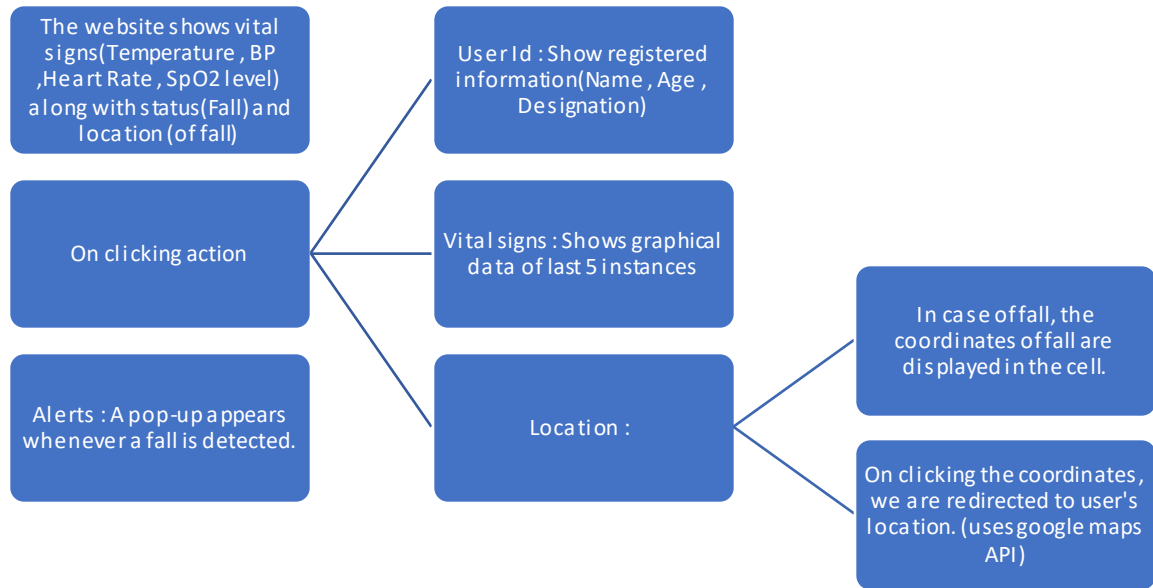 The website shows vital
signs(Temperature , BP
,Heart Rate , SpO2 level)
along with status(Fall) and
location (of fall)
User Id : Show registered
information(Name , Age ,
Designation)
On clicking action
Vital signs : Shows graphical
data of last 5 instances
In case of fall, the
coordinates of fall are
displayed in the cell.
Alerts : A pop-up appears
whenever a fall is detected.
Location :
On clicking the coordinates,
we are redirected to user's
location. (uses google maps
API)